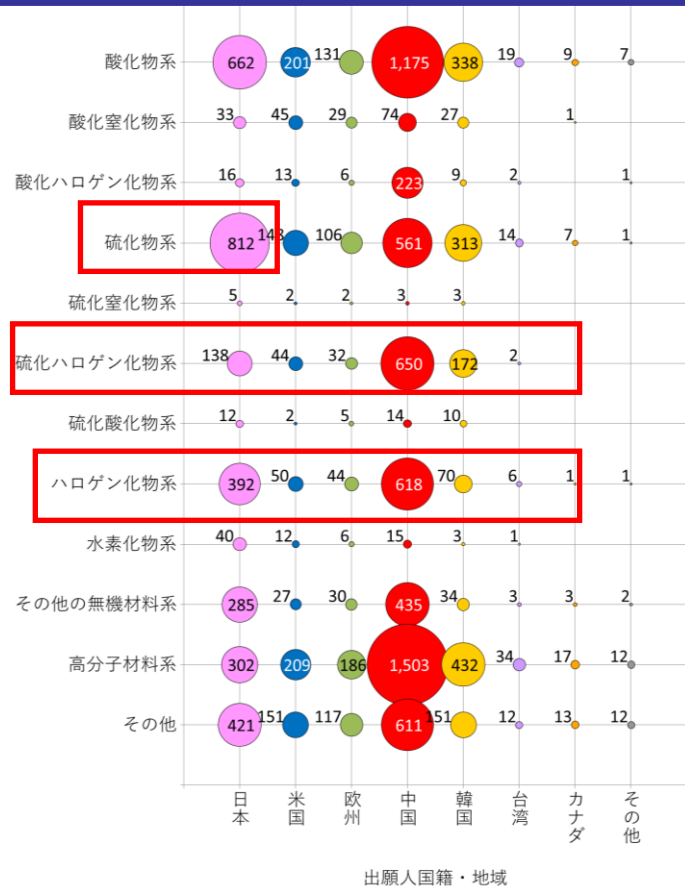 酸化物系 662 201 131 1,175 338 19 9 7
酸化窒化物系 33 45 29 74 27 1
酸化ハロゲン化物系 16 13 6 223 9 2 1
硫化物系 812 148 106 561 313 14 7 1
硫化窒化物系 5 2 2 3 3
硫化ハロゲン化物系 138 44 32 650 172 2
硫化酸化物系 12 2 5 14 10
ハロゲン化物系 392 50 44 618 70 6 1 1
水素化物系 40 12 6 15 3 1
その他の無機材料系 285 27 30 435 34 3 3 2
高分子材料系 302 209 186 1,503 432 34 17 12
その他 421 151 117 611 151 12 13 12
日本 米国 欧州 中国 韓国 台湾 カナダ その他
出願人国籍・地域